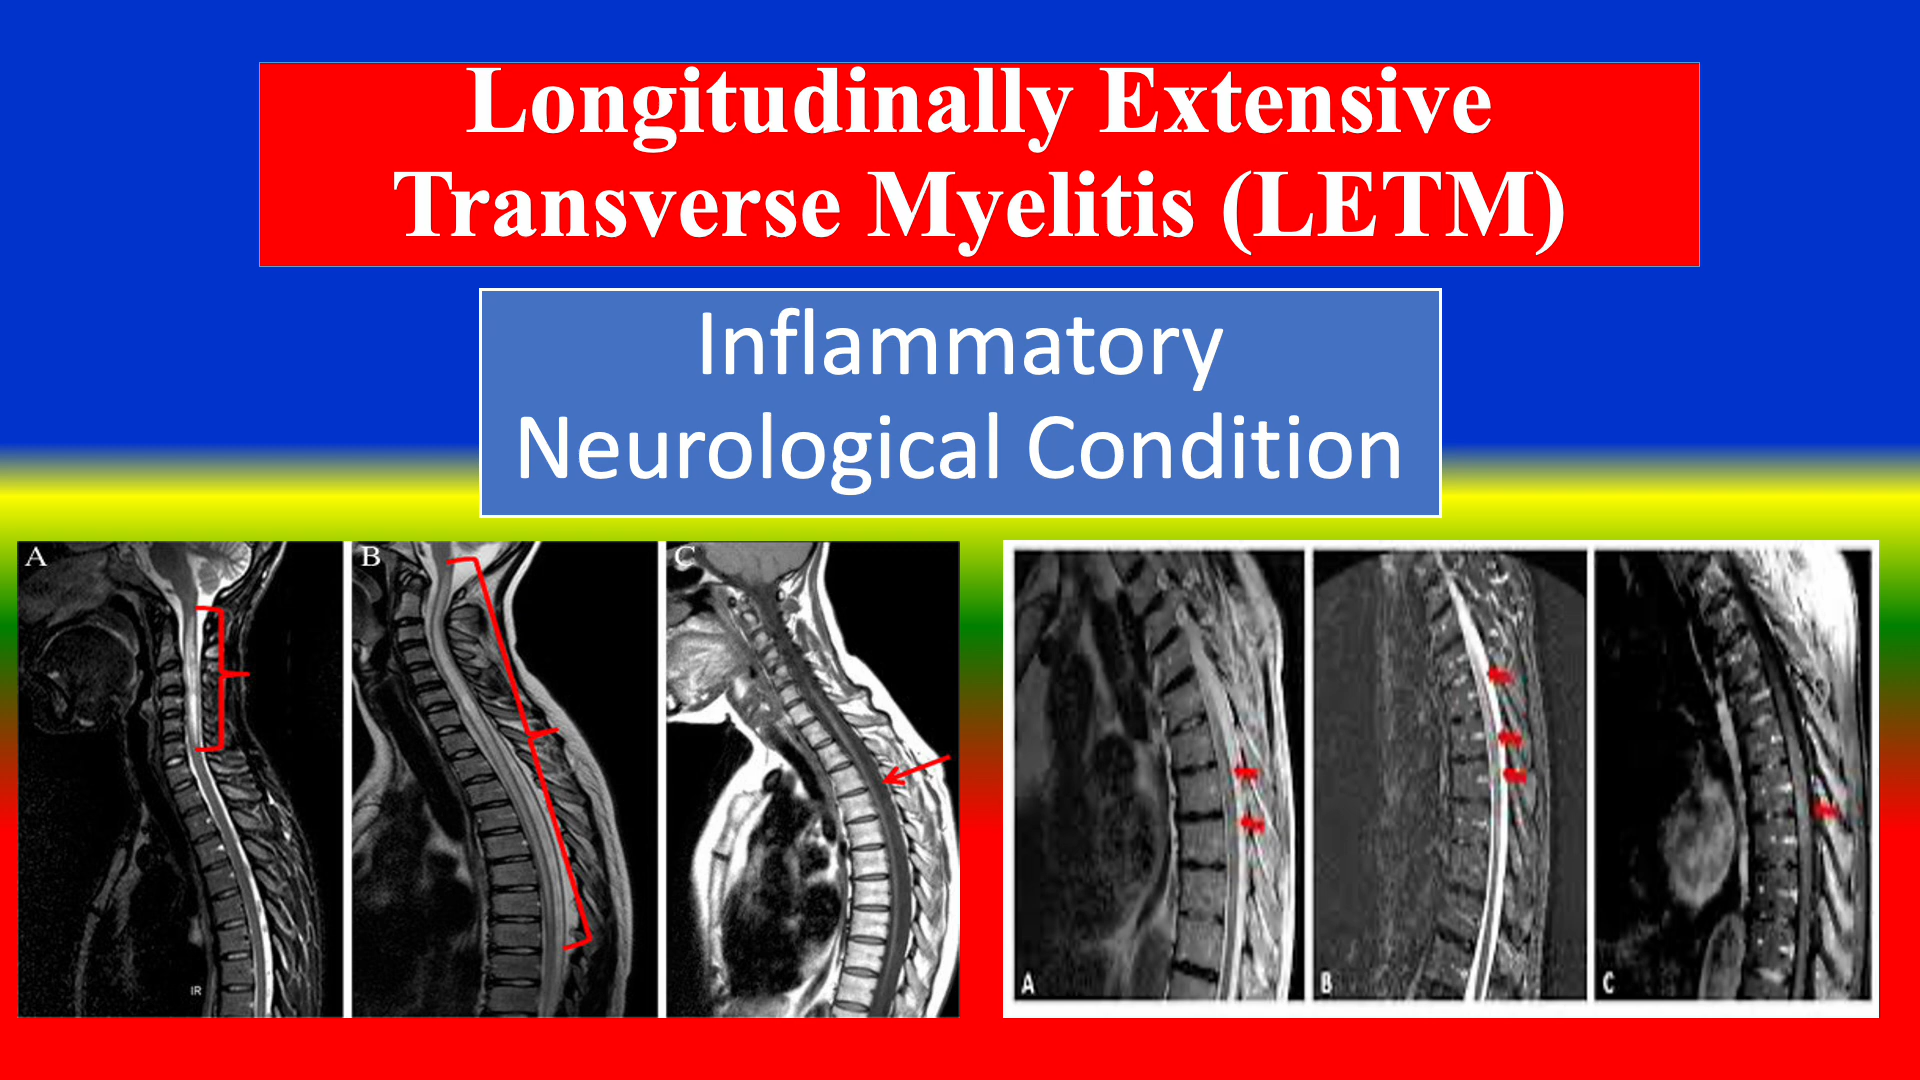 Longitudinally Extensive
Transverse Myelitis (LETM)
Inflammatory
Neurological Condition
A
B
C
IR
A
B
C